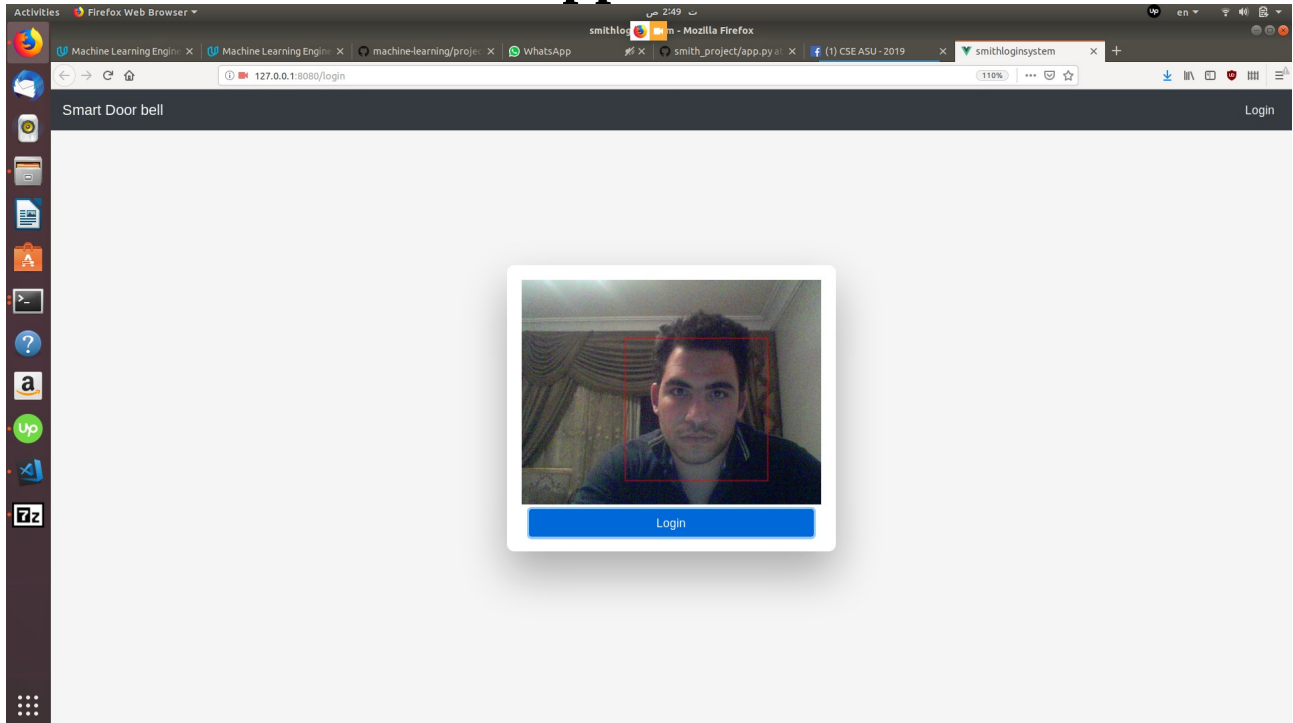 Activities Firefox Web Browser ت 2:49 ص en
- Mozilla Firefox
Machine Learning Engine Machine Learning Engine machine-learning/projec WhatsApp smith_project/app.py at (1) CSE ASU - 2019 smithloginsystem
127.0.0.1:8080/login 110%
Smart Door bell Login
Login